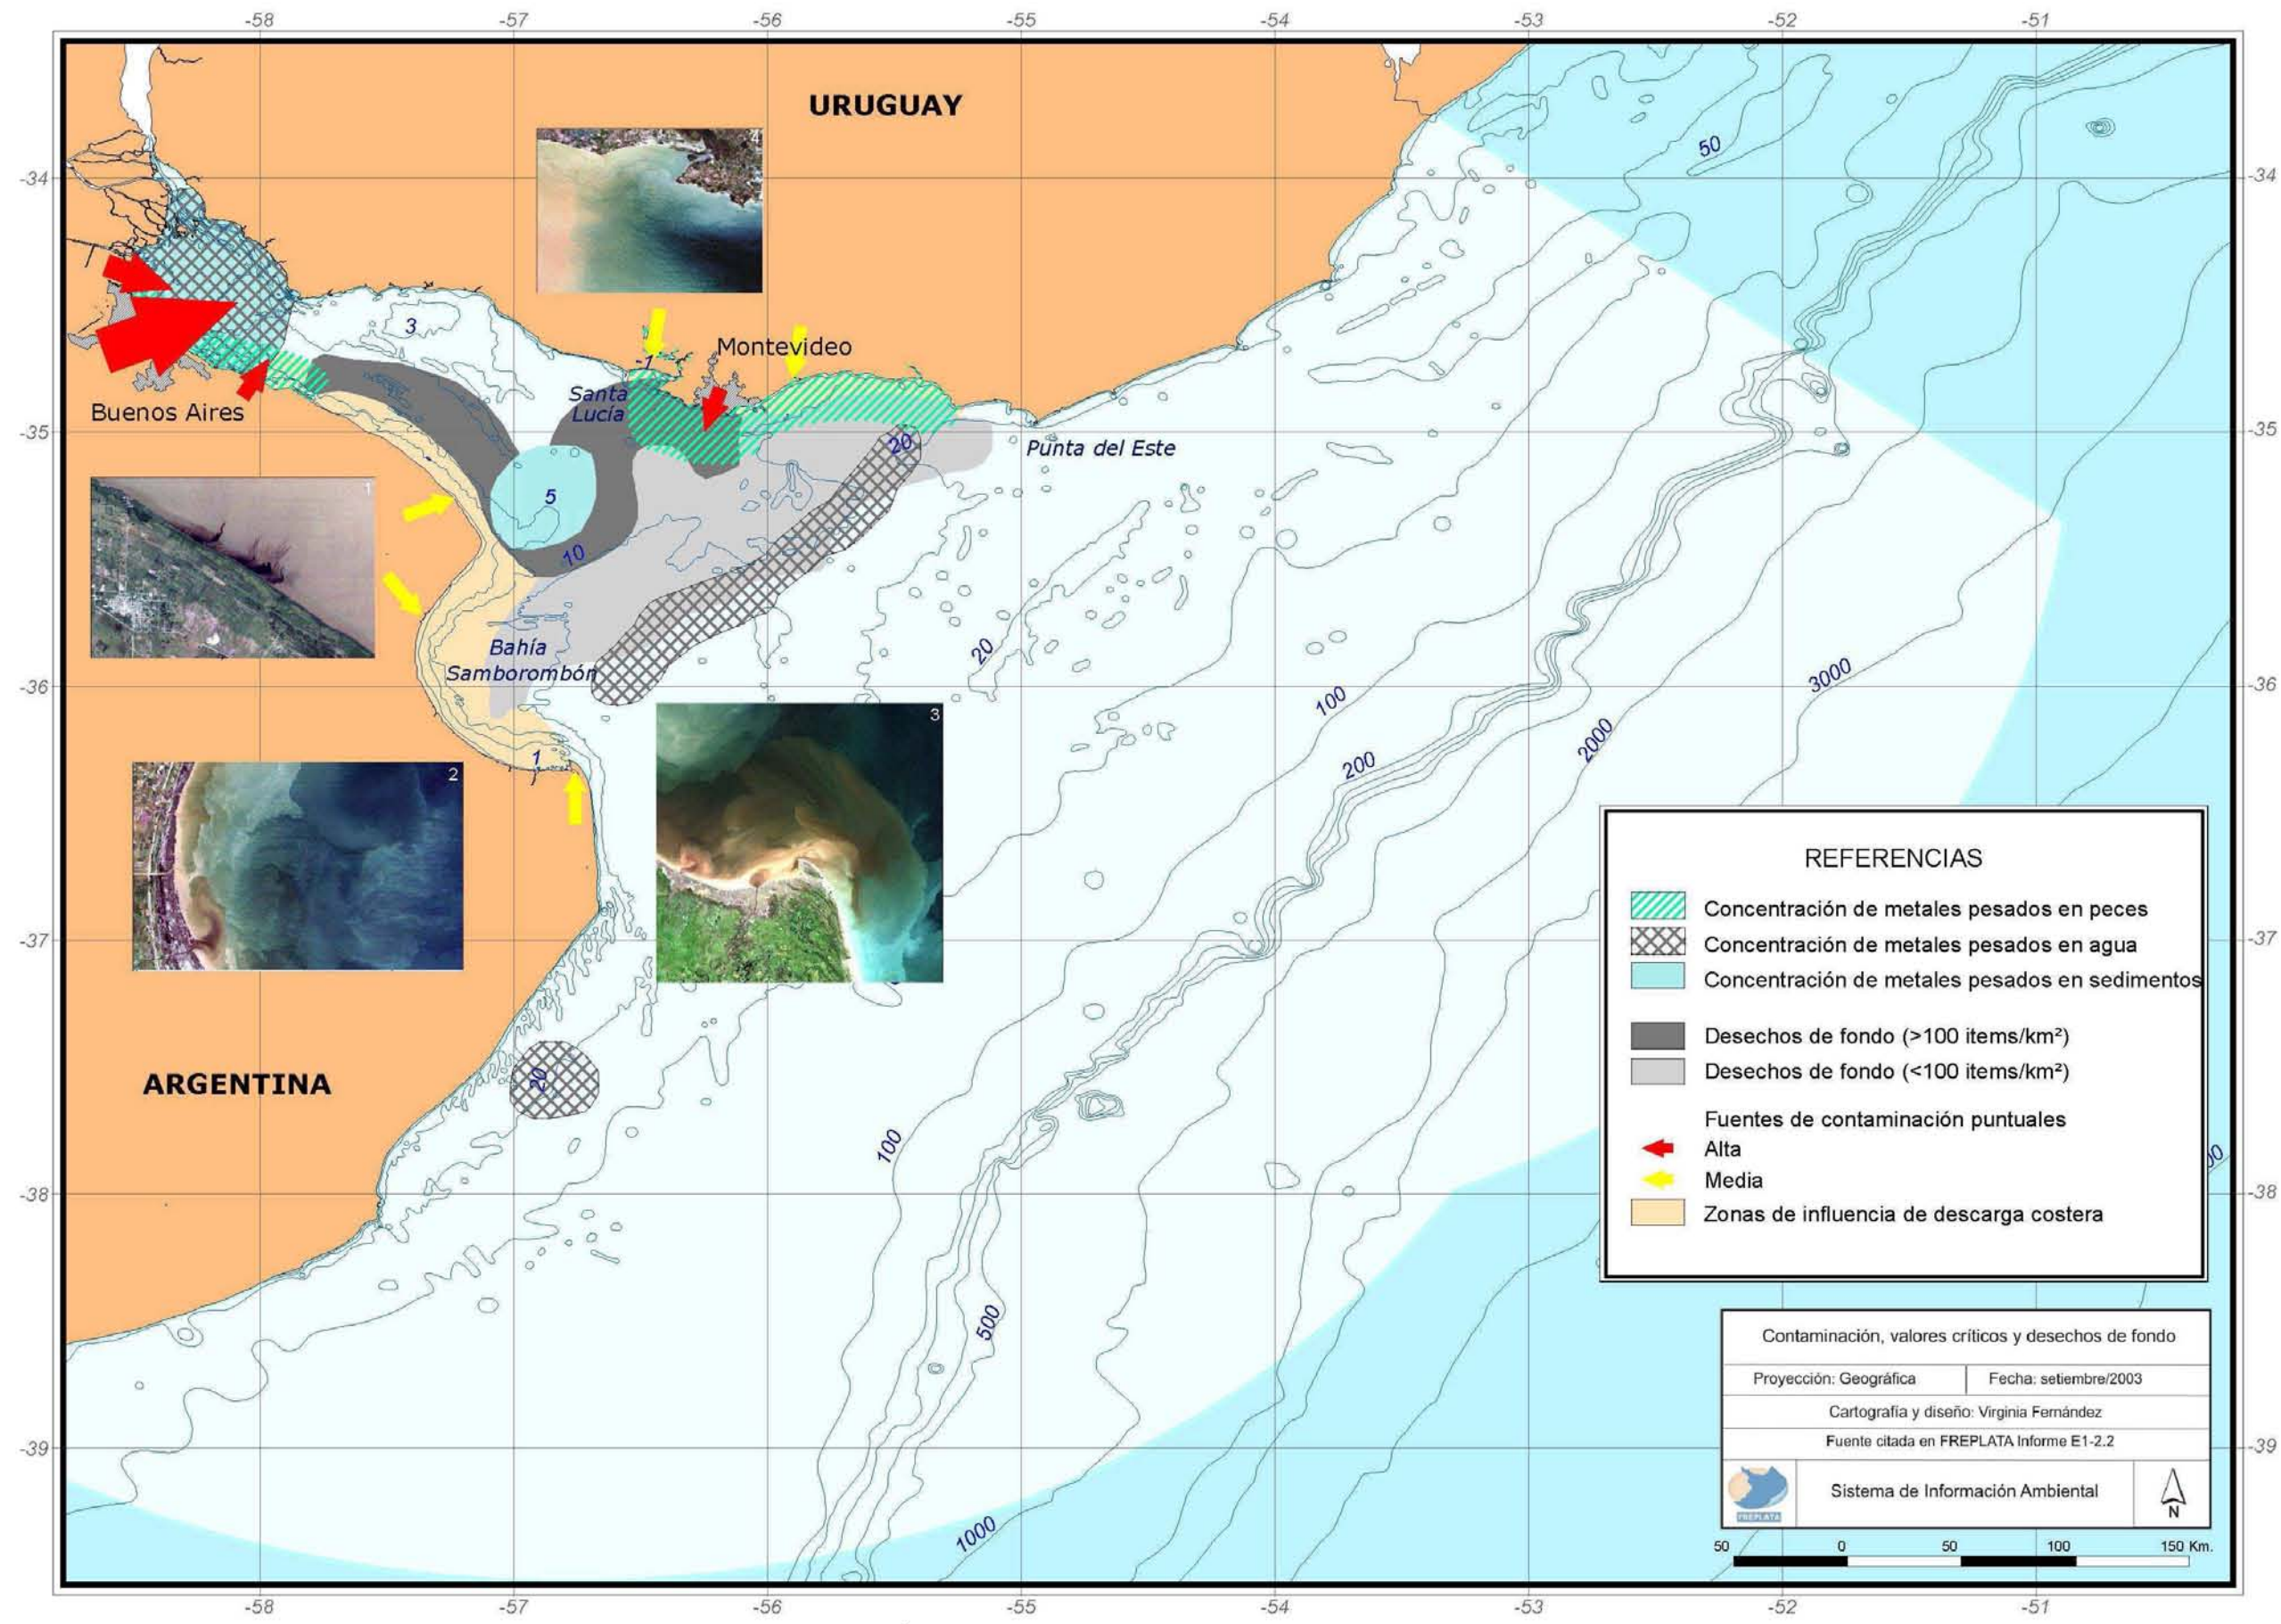 -58 -57 -56 -55 -54 -53 -52 -51
URUGUAY
50
-34 -34
3
Montevideo
-1
Santa
Lucía
Buenos Aires
-35 -35
20
Punta del Este
1
5
10
Bahía
Samborombón
20
3000
-36 -36
100
3
2000
1
200
2
REFERENCIAS
Concentración de metales pesados en peces
Concentración de metales pesados en agua
-37 -37
Concentración de metales pesados en sedimentos
Desechos de fondo (>100 items/km²)
Desechos de fondo (<100 items/km²)
20
ARGENTINA
Fuentes de contaminación puntuales
100
Alta
Media
-38 -38
Zonas de influencia de descarga costera
500
Contaminación, valores críticos y desechos de fondo
Proyección: Geográfica Fecha: setiembre/2003
Cartografía y diseño: Virginia Fernández
-39 -39
Fuente citada en FREPLATA Informe E1-2.2
Sistema de Información Ambiental
N
FREPLATA
1000
50 0 50 100 150 Km.
-58 -57 -56 -55 -54 -53 -52 -51